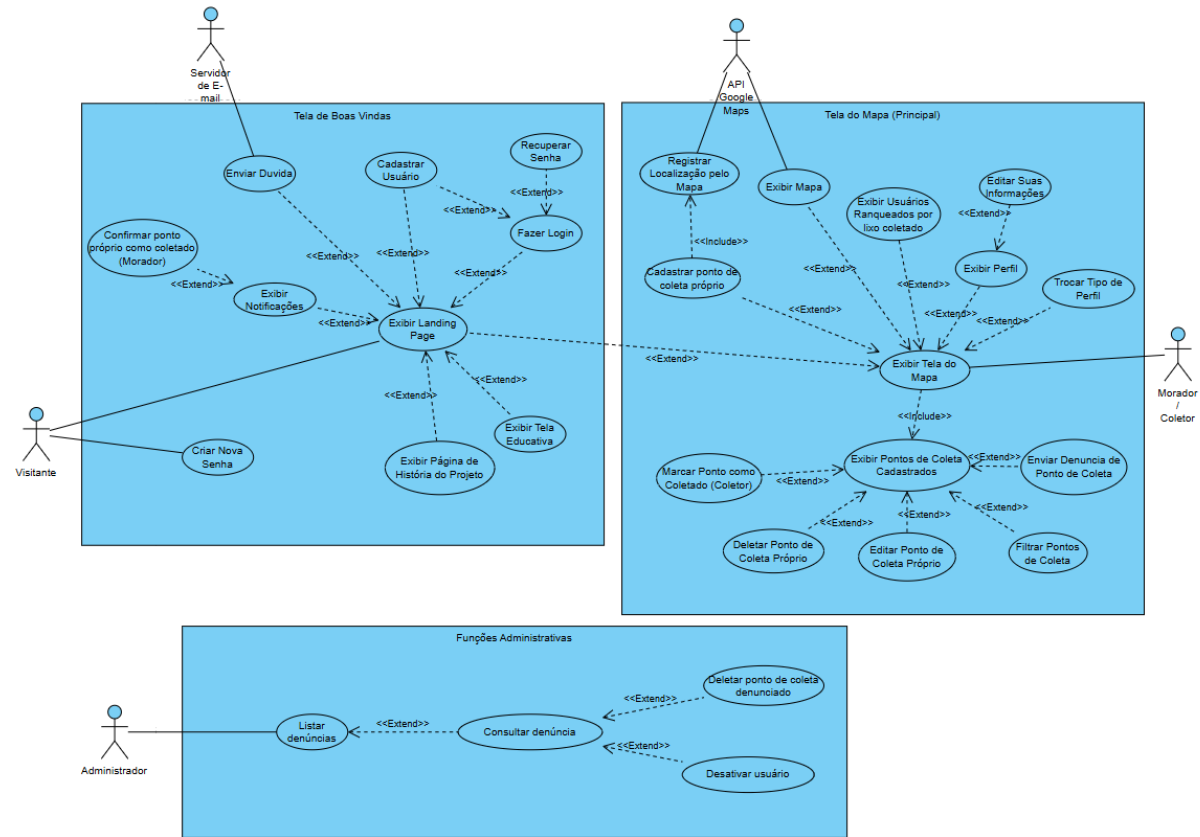 Servidor
de E-
mail
API
Google
Maps
Tela de Boas Vindas
Enviar Duvida
Cadastrar
Usuário
Recuperar
Senha
<<Extend>>
<<Extend>>
Fazer Login
Confirmar ponto
próprio como coletado
(Morador)
<<Extend>>
<<Extend>>
<<Extend>>
<<Extend>>
Exibir
Notificações
<<Extend>>
Exibir Landing
Page
<<Extend>>
<<Extend>>
<<Extend>>
Exibir Tela
Educativa
Exibir Página de
História do Projeto
Criar Nova
Senha
Visitante
Tela do Mapa (Principal)
Registrar
Localização pelo
Mapa
Exibir Mapa
Exibir Usuários
Ranqueados por
lixo coletado
Editar Suas
Informações
<<Extend>>
<<Include>>
<<Extend>>
<<Extend>>
Cadastrar ponto de
coleta próprio
Exibir Perfil
Trocar Tipo de
Perfil
<<Extend>>
<<Extend>>
<<Extend>>
<<Extend>>
Exibir Tela do
Mapa
Morador
/
Coletor
<<Include>>
Marcar Ponto como
Coletado (Coletor)
<<Extend>>
Exibir Pontos de Coleta
Cadastrados
<<Extend>>
Enviar Denuncia de
Ponto de Coleta
<<Extend>>
<<Extend>>
<<Extend>>
Deletar Ponto de
Coleta Próprio
Editar Ponto de
Coleta Próprio
Filtrar Pontos
de Coleta
Funções Administrativas
Administrador
Listar
denúncias
<<Extend>>
Consultar denúncia
<<Extend>>
Deletar ponto de coleta
denunciado
<<Extend>>
Desativar usuário